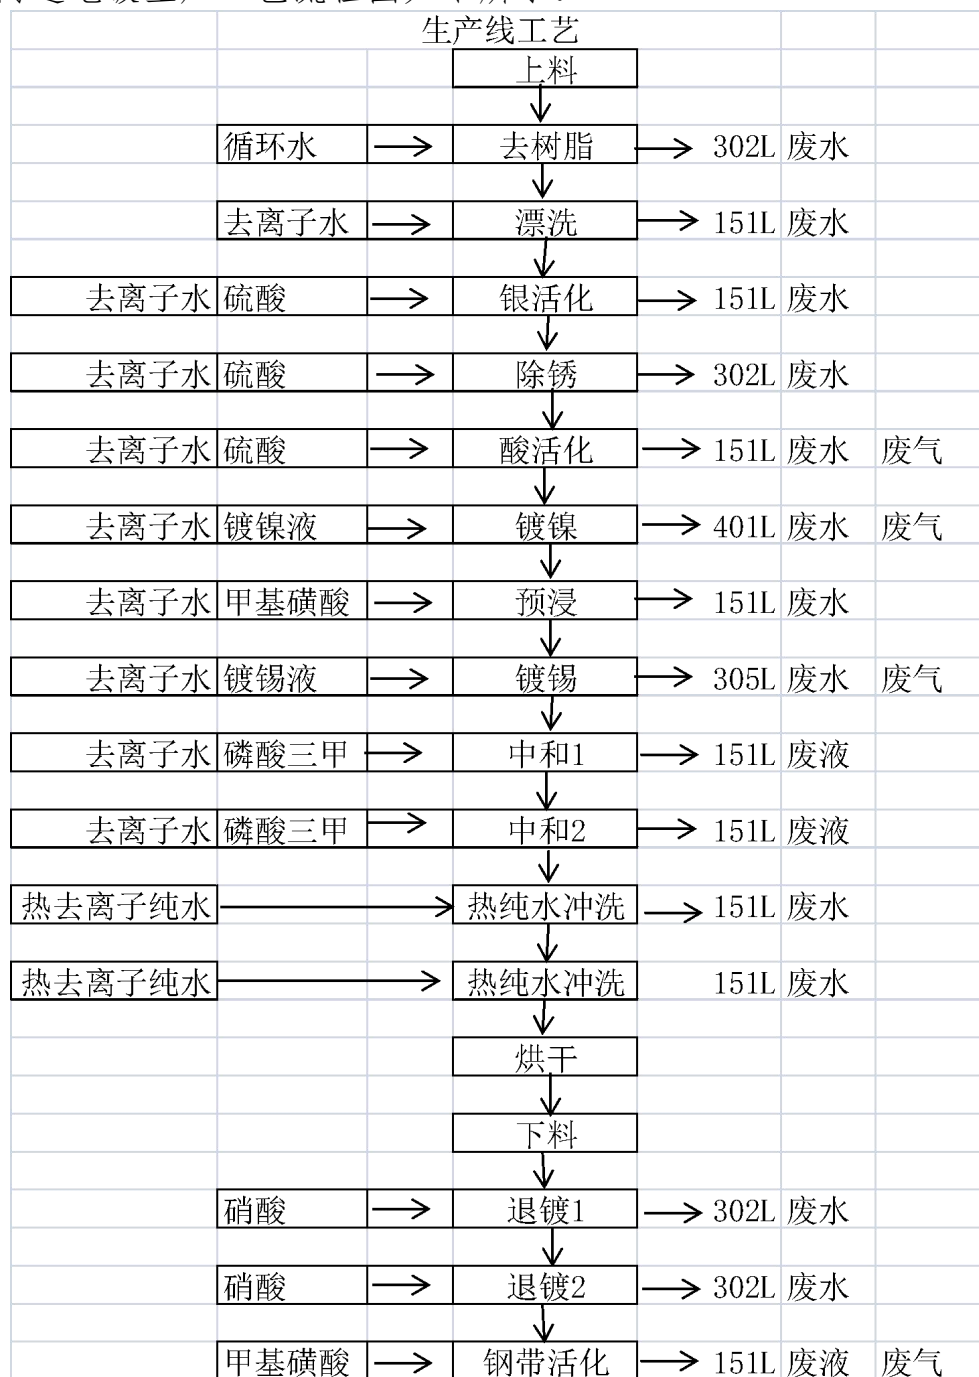 生产线工艺
上料
循环水 去树脂 302L 废水
去离子水 漂洗 151L 废水
去离子水 硫酸 银活化 151L 废水
去离子水 硫酸 除锈 302L 废水
去离子水 硫酸 酸活化 151L 废水 废气
去离子水 镀镍液 镀镍 401L 废水 废气
去离子水 甲基磺酸 预浸 151L 废水
去离子水 镀锡液 镀锡 305L 废水 废气
去离子水 磷酸三甲 中和1 151L 废液
去离子水 磷酸三甲 中和2 151L 废液
热去离子纯水 热纯水冲洗 151L 废水
热去离子纯水 热纯水冲洗 151L 废水
烘干
下料
硝酸 退镀1 302L 废水
硝酸 退镀2 302L 废水
甲基磺酸 钢带活化 151L 废液 废气